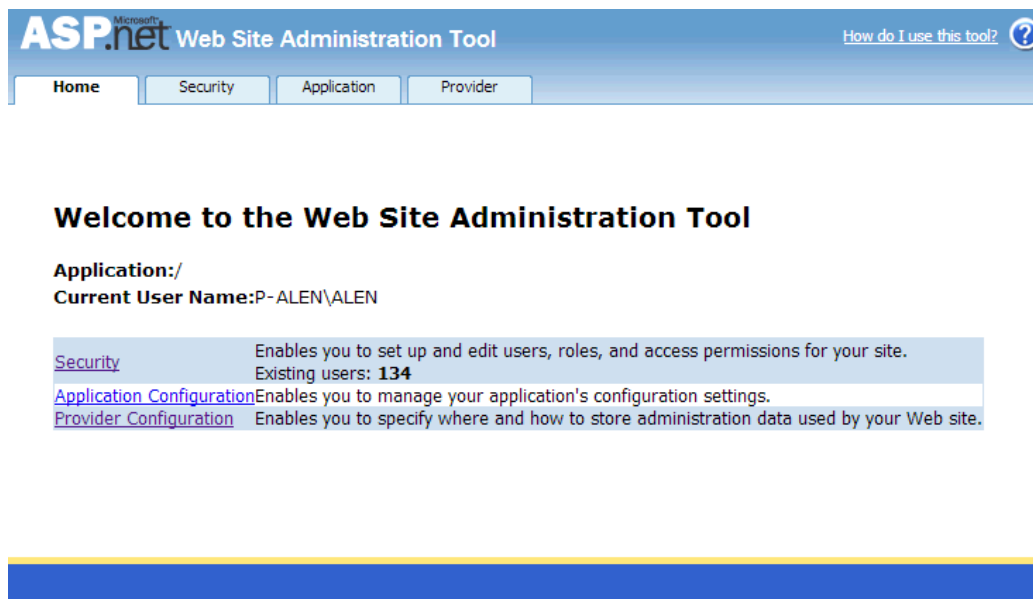 Microsoft
ASP.net Web Site Administration Tool
How do I use this tool? ?
Home Security Application Provider
Welcome to the Web Site Administration Tool
Application:/
Current User Name:P-ALEN\ALEN
Security Enables you to set up and edit users, roles, and access permissions for your site.
Existing users: 134
Application Configuration Enables you to manage your application's configuration settings.
Provider Configuration Enables you to specify where and how to store administration data used by your Web site.